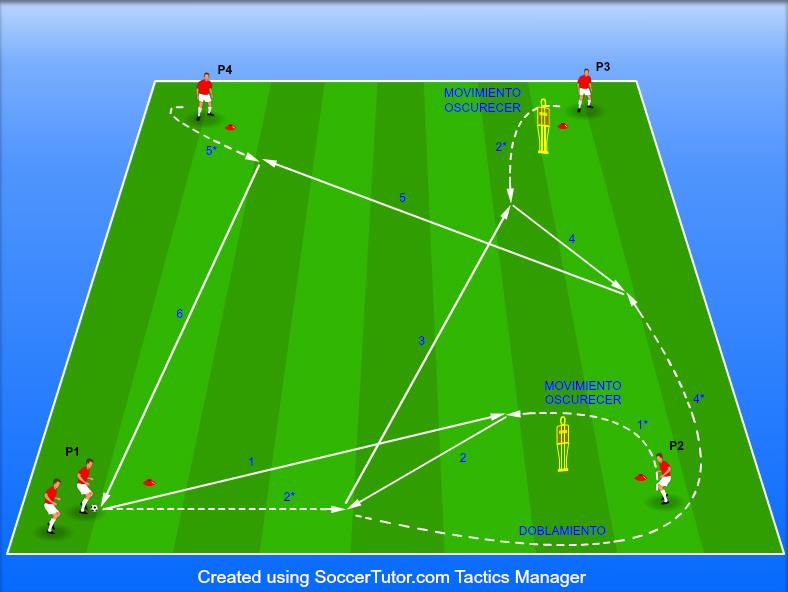 P4
P3
MOVIMIENTO
OSCURECER
5*
2*
5
4
6
3
MOVIMIENTO
OSCURECER
4*
1*
P1
P2
1
2
2*
DOBLAMIENTO
Created using SoccerTutor.com Tactics Manager